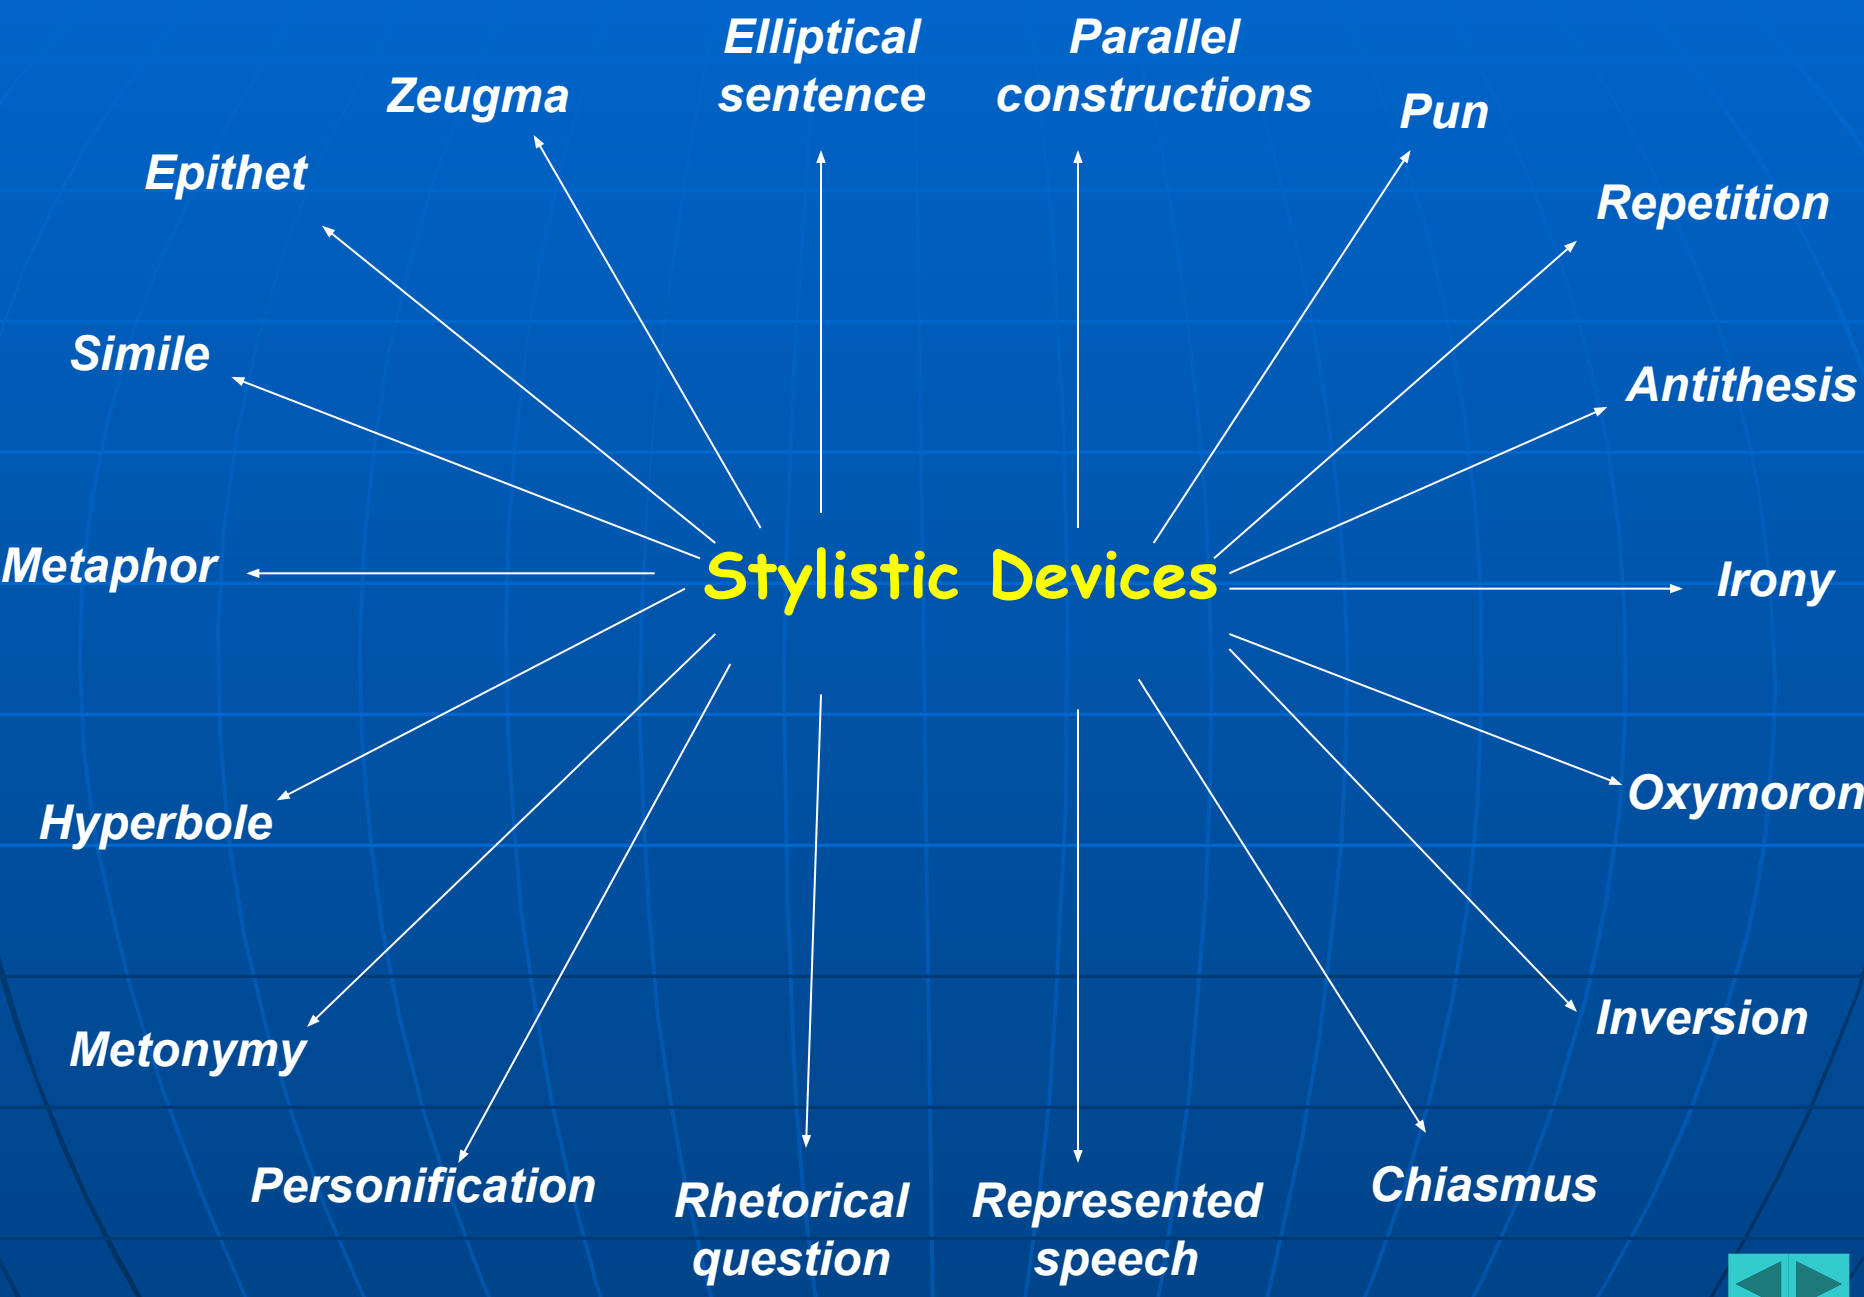 Elliptical
sentence
Parallel
constructions
Zeugma
Pun
Epithet
Repetition
Simile
Antithesis
Metaphor
Stylistic Devices
Irony
Hyperbole
Oxymoron
Metonymy
Inversion
Personification
Rhetorical
question
Represented
speech
Chiasmus